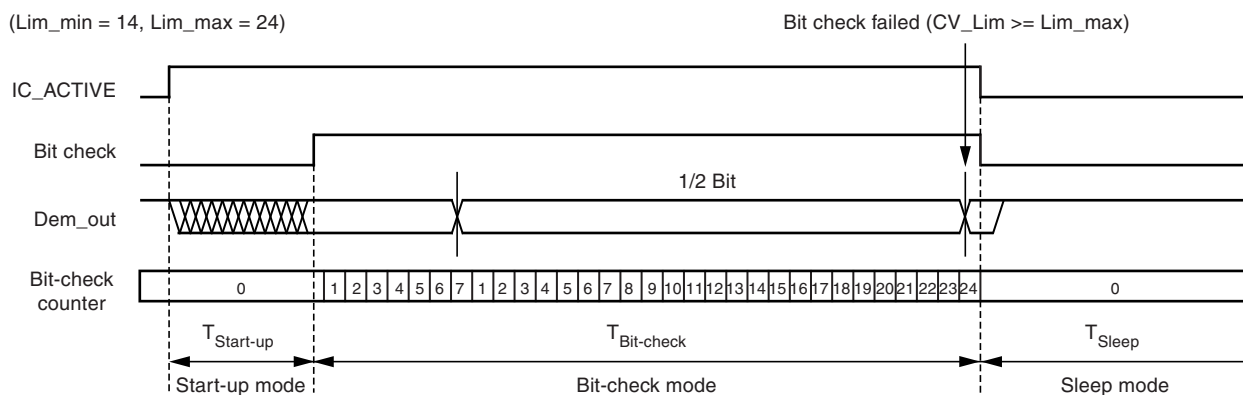 (Lim_min = 14, Lim_max = 24)
Bit check failed (CV_Lim >= Lim_max)
IC_ACTIVE
Bit check
1/2 Bit
Dem_out
Bit-check counter
0 1 2 3 4 5 6 7 1 2 3 4 5 6 7 8 9 10 11 12 13 14 15 16 17 18 19 20 21 22 23 24 0
TStart-up TBit-check TSleep
Start-up mode Bit-check mode Sleep mode